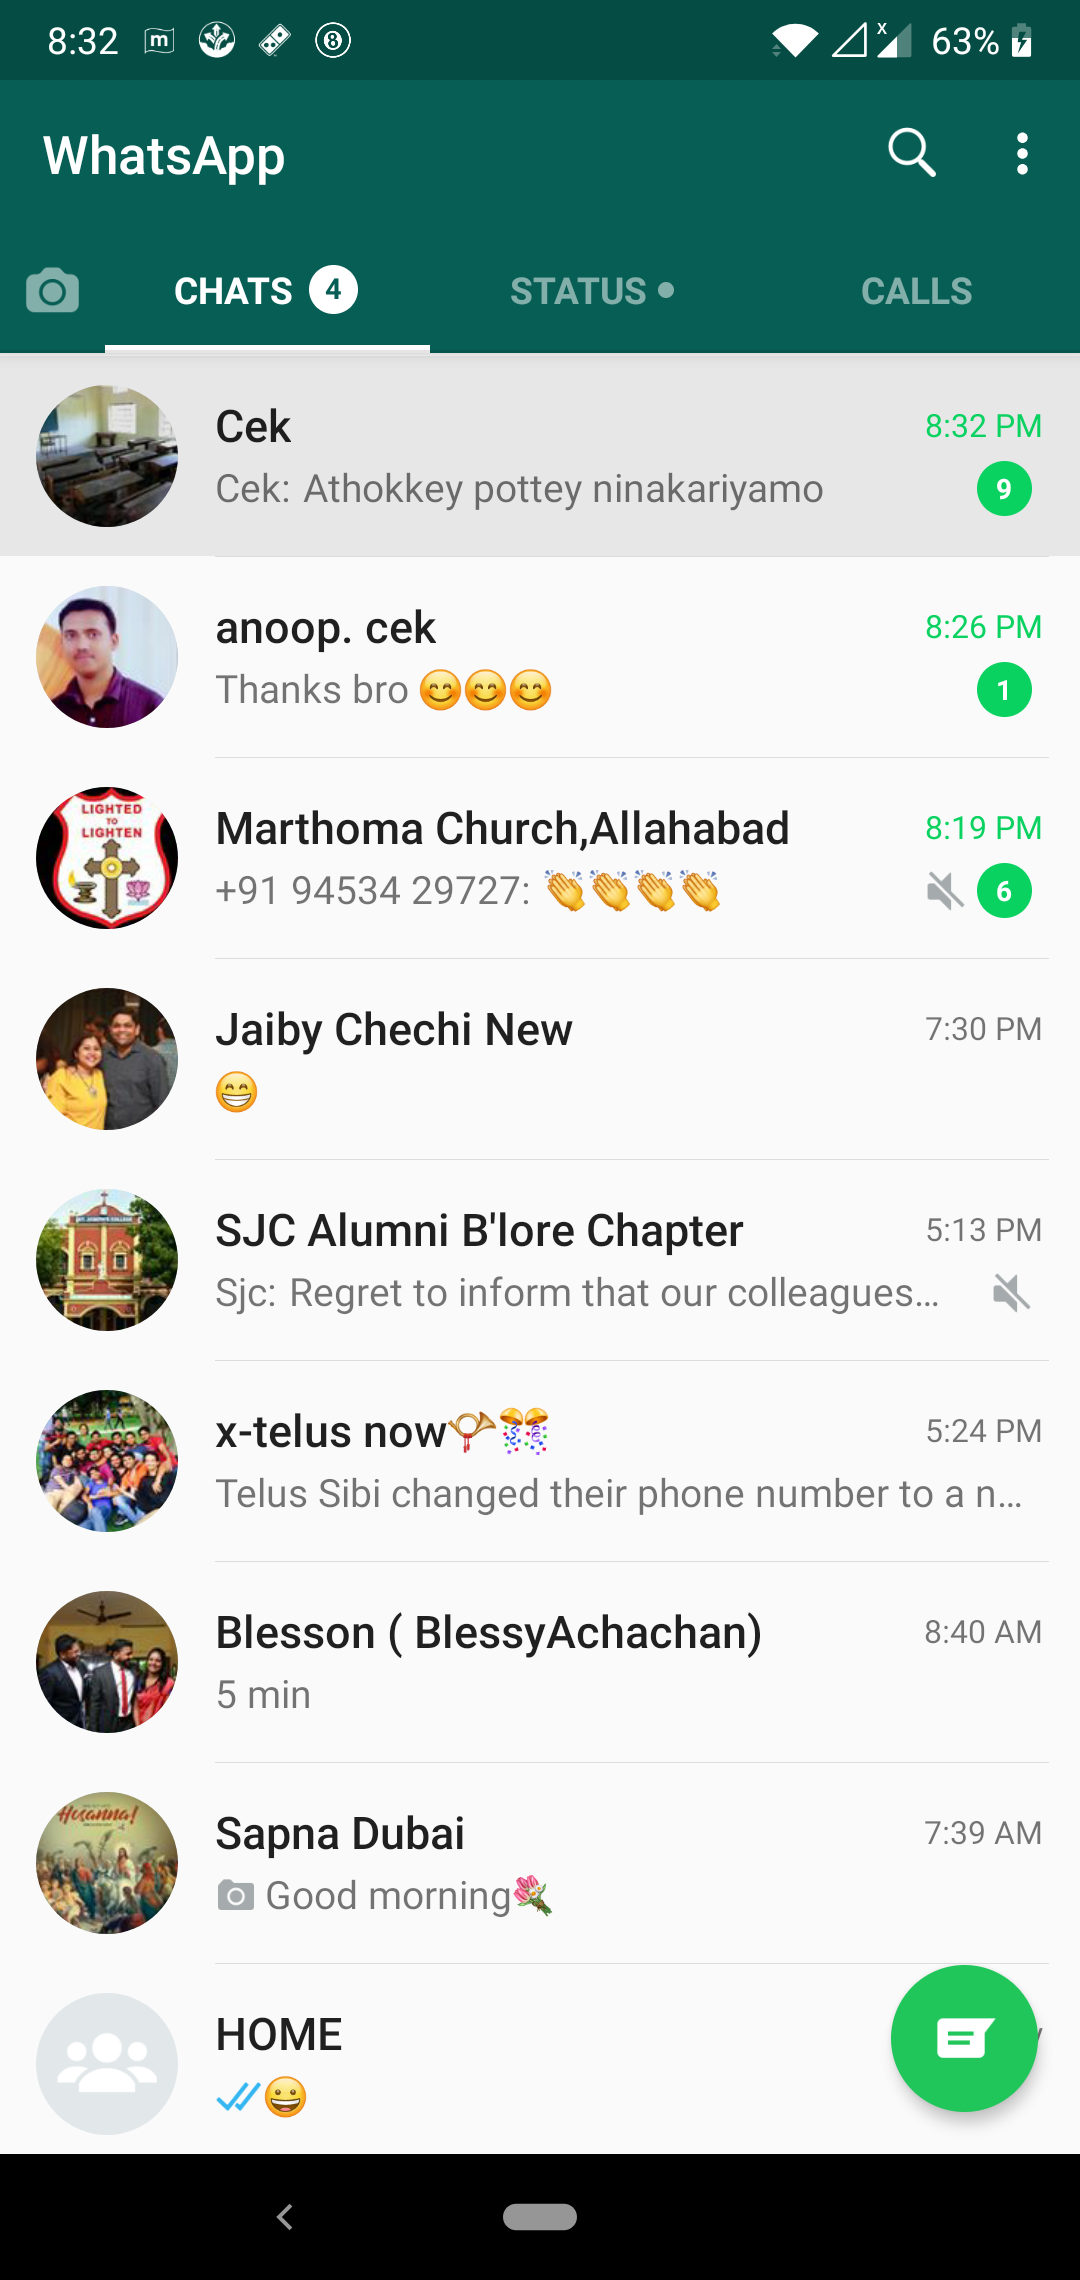 8:32 m 8 x 63%
WhatsApp
CHATS 4 STATUS CALLS
Cek 8:32 PM
Cek: Athokkey pottey ninakariyamo 9
anoop. cek 8:26 PM
Thanks bro 😊😊😊 1
LIGHTED
TO
LIGHTEN
Marthoma Church,Allahabad 8:19 PM
+91 94534 29727: 👏👏👏👏 6
Jaiby Chechi New 7:30 PM
😁
SJC Alumni B'lore Chapter 5:13 PM
Sjc: Regret to inform that our colleagues...
x-telus now📯🎊 5:24 PM
Telus Sibi changed their phone number to a n...
Blesson ( BlessyAchachan) 8:40 AM
5 min
Hosanna!
Sapna Dubai 7:39 AM
Good morning💐
HOME
😀